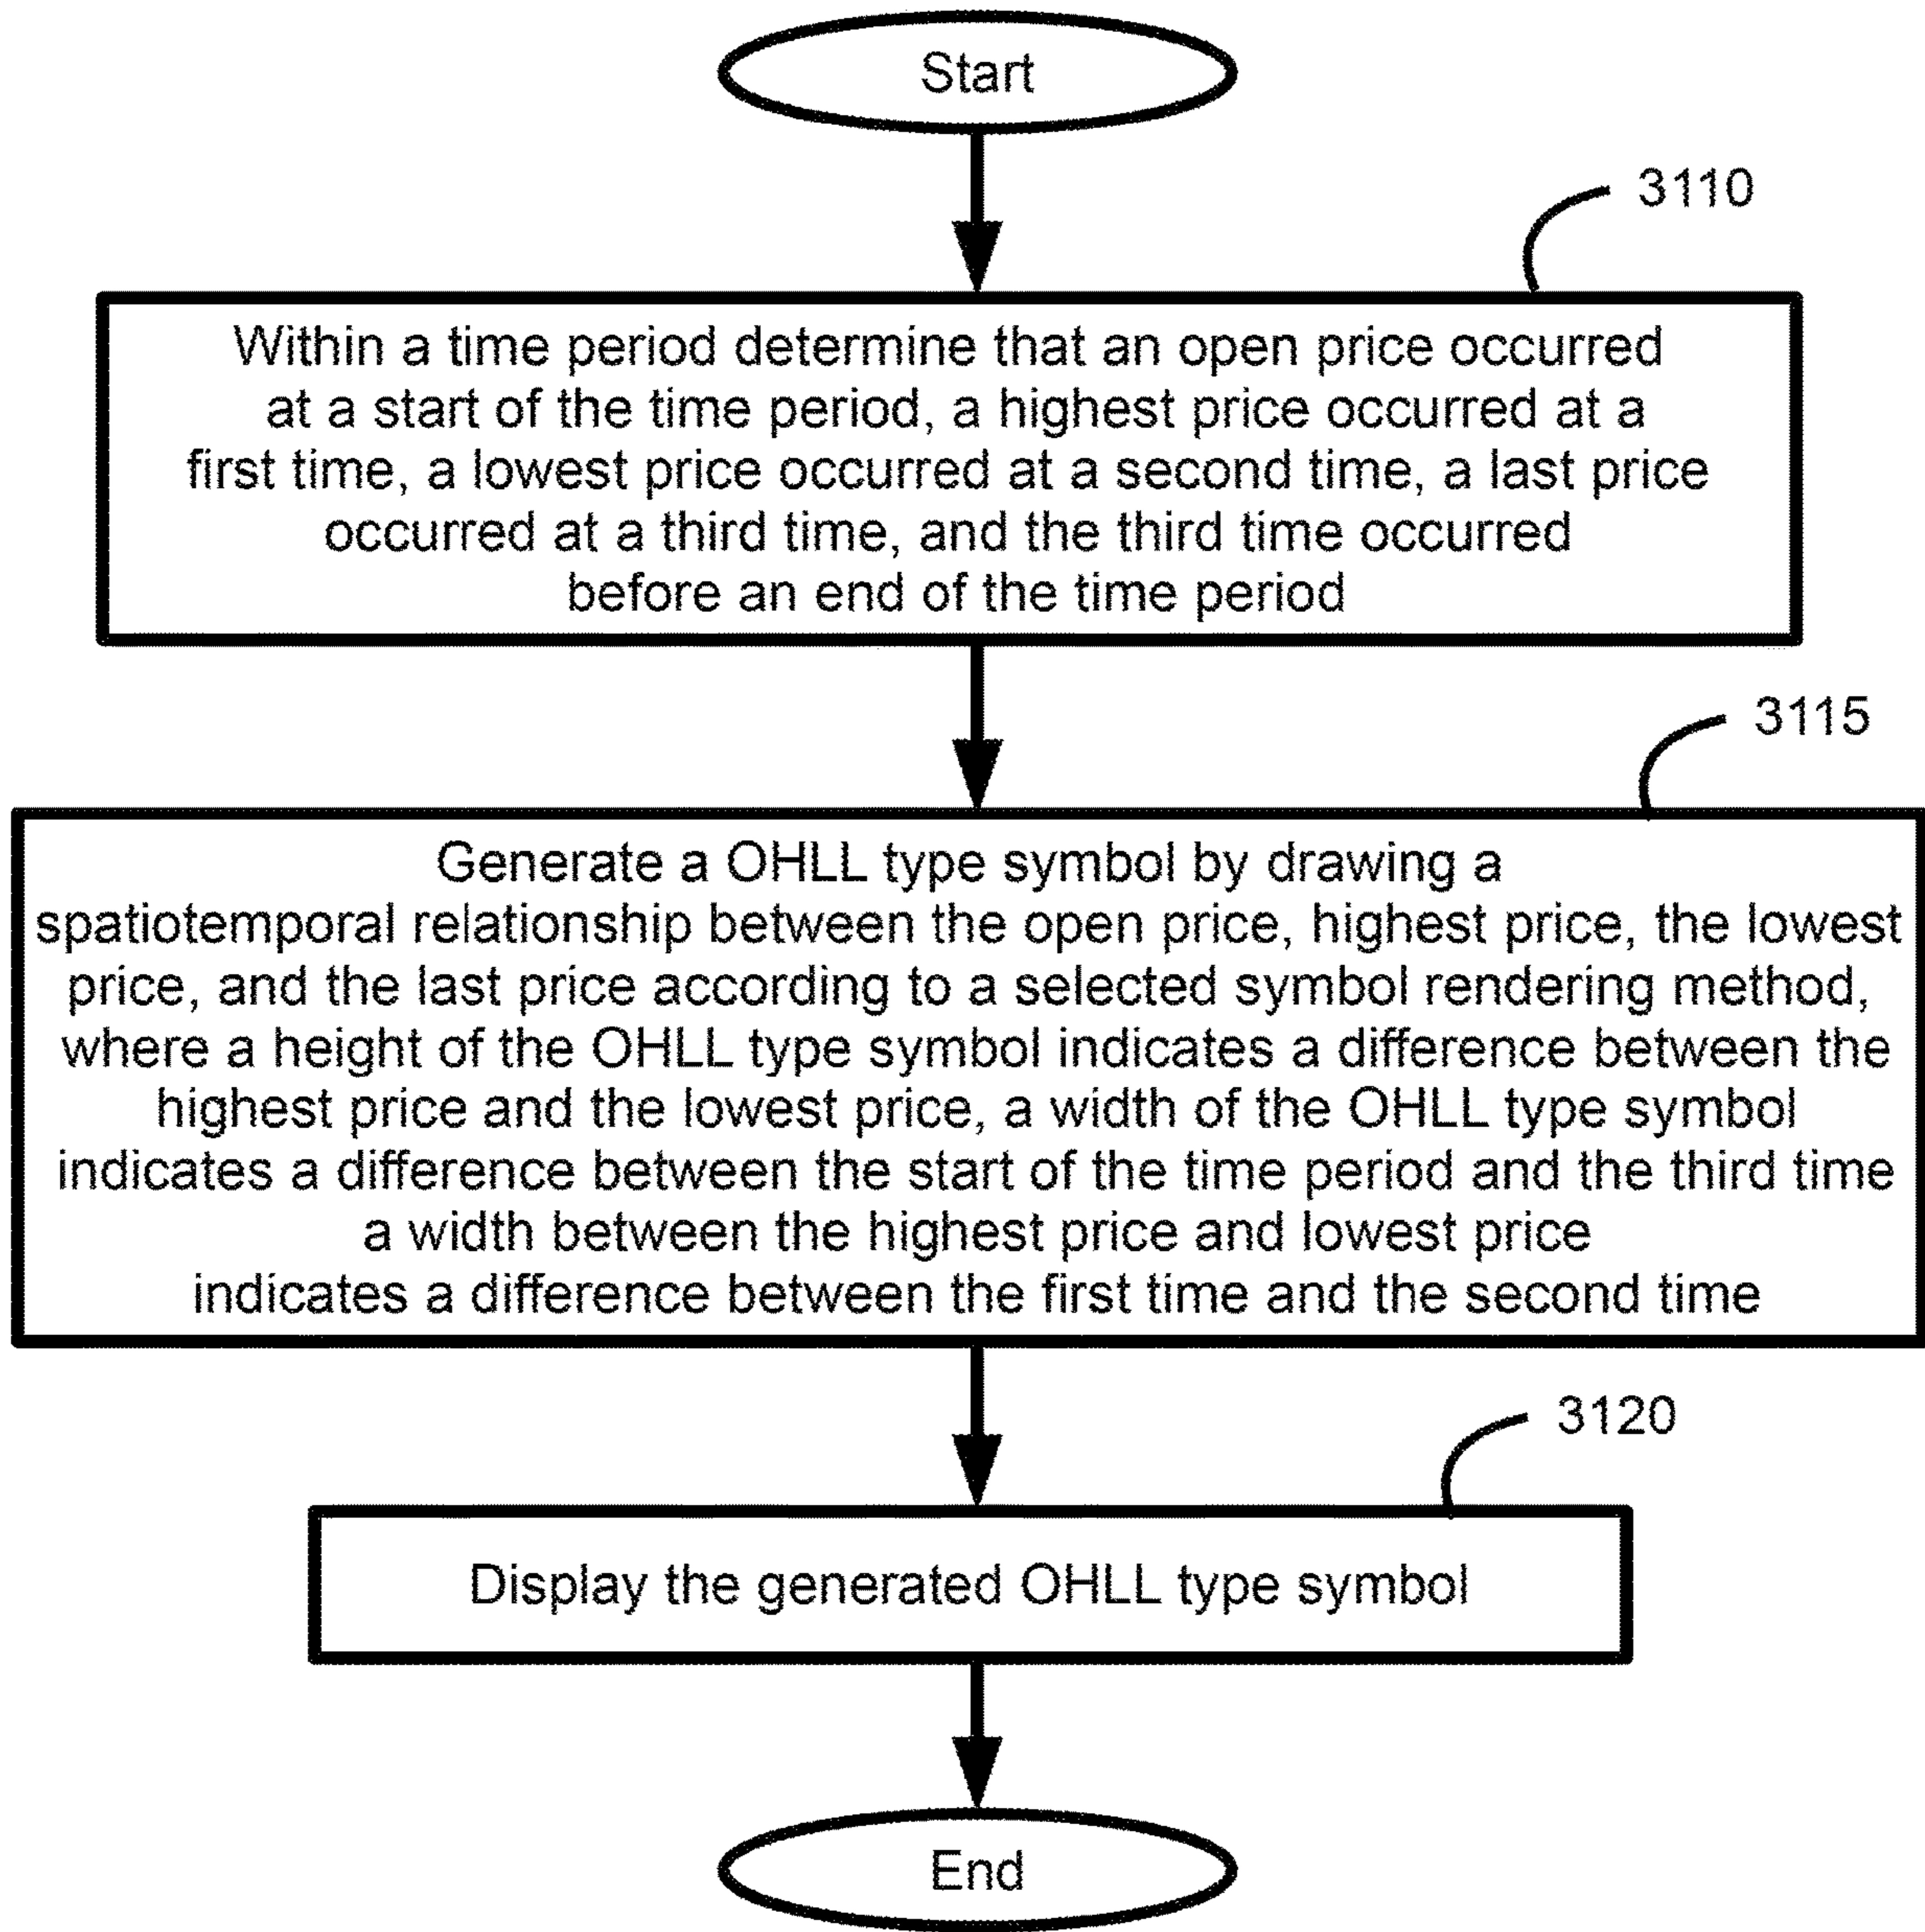 Start
3110
Within a time period determine that an open price occurred
at a start of the time period, a highest price occurred at a
first time, a lowest price occurred at a second time, a last price
occurred at a third time, and the third time occurred
before an end of the time period
3115
Generate a OHLL type symbol by drawing a
spatiotemporal relationship between the open price, highest price, the lowest
price, and the last price according to a selected symbol rendering method,
where a height of the OHLL type symbol indicates a difference between the
highest price and the lowest price, a width of the OHLL type symbol
indicates a difference between the start of the time period and the third time
a width between the highest price and lowest price
indicates a difference between the first time and the second time
3120
Display the generated OHLL type symbol
End